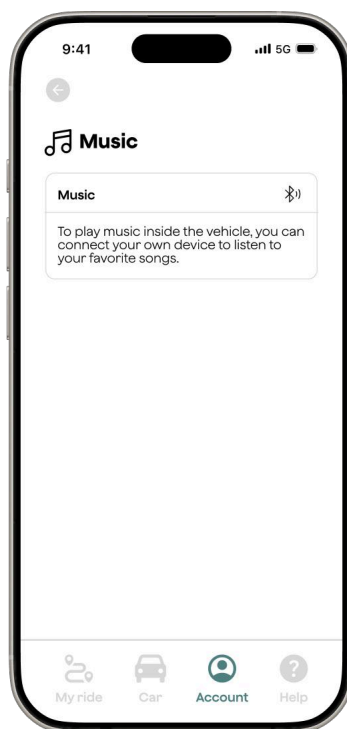 9:41
5G
Music
Music
To play music inside the vehicle, you can
connect your own device to listen to
your favorite songs.
My ride
Car
Account
Help